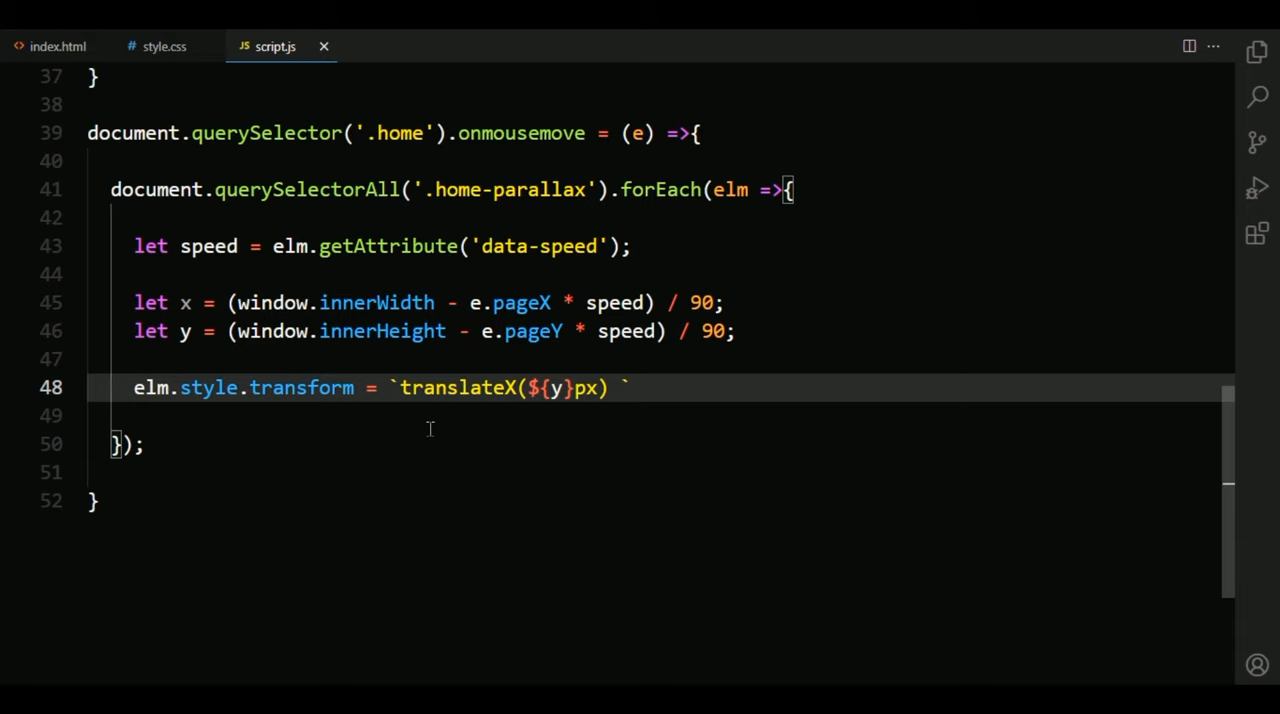 index.html style.css script.js
37 }
38
39 document.querySelector('.home').onmousemove = (e) =>{
40
41 document.querySelectorAll('.home-parallax').forEach(elm =>{
42
43 let speed = elm.getAttribute('data-speed');
44
45 let x = (window.innerWidth - e.pageX * speed) / 90;
46 let y = (window.innerHeight - e.pageY * speed) / 90;
47
48 elm.style.transform = `translateX(${y}px) `
49
50 });
51
52 }